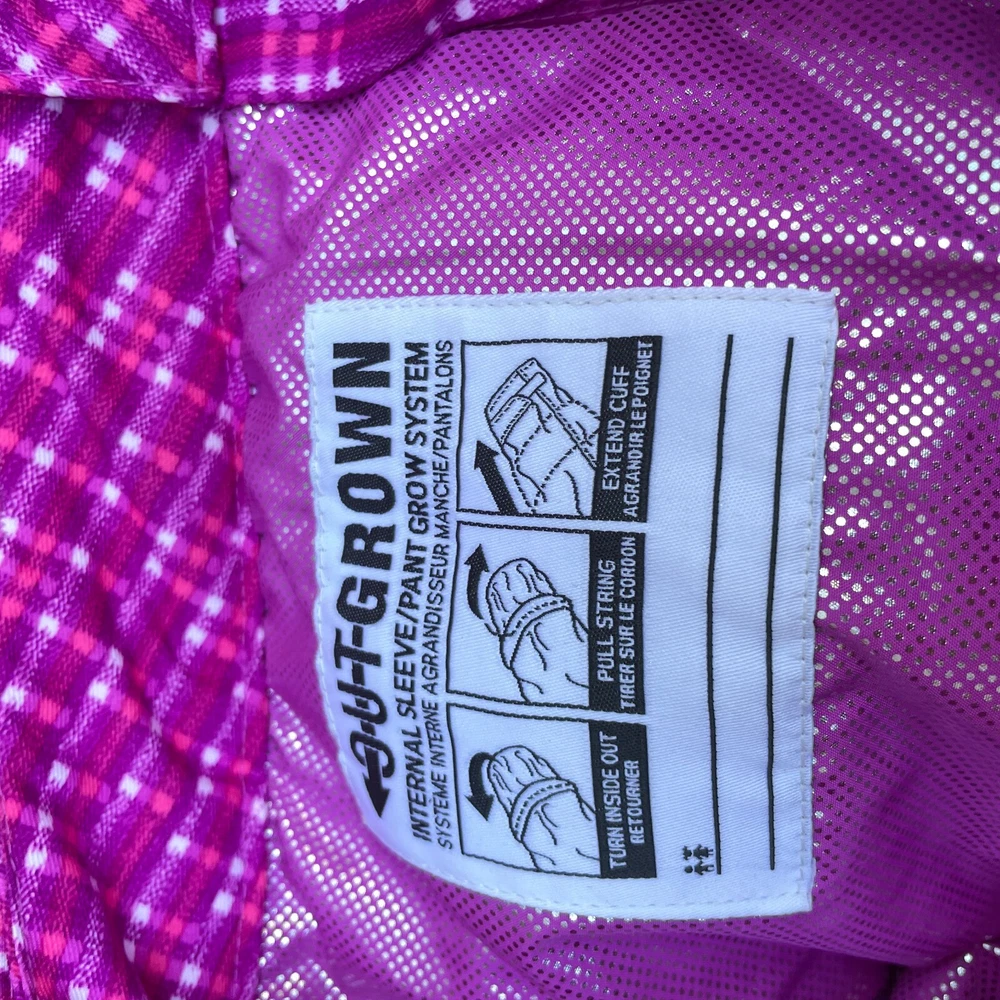 OUT-GROWN
INTERNAL SLEEVE/PANT GROW SYSTEM
SYSTEME INTERNE AGRANDISSEUR MANCHE/PANTALONS
TURN INSIDE OUT
RETOURNER
PULL STRING
TIRER SUR LE CORDON
EXTEND CUFF
AGRANDIR LE POIGNET